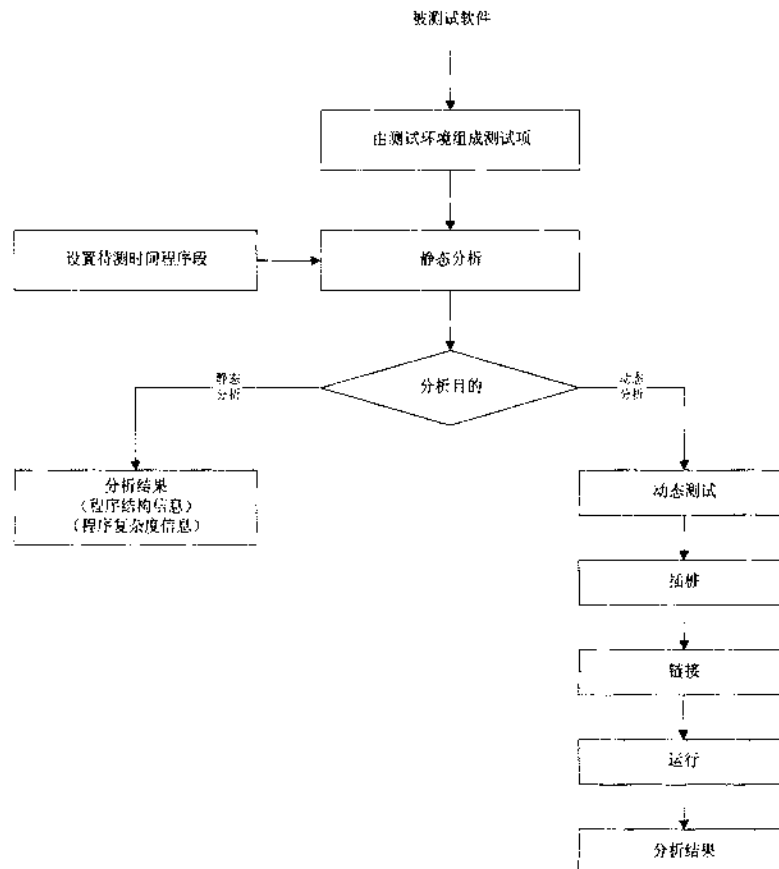 被测试软件
由测试环境组成测试项
设置待测时间程序段
静态分析
分析目的
静态
分析
动态
分析
分析结果
（程序结构信息）
（程序复杂度信息）
动态测试
插桩
链接
运行
分析结果